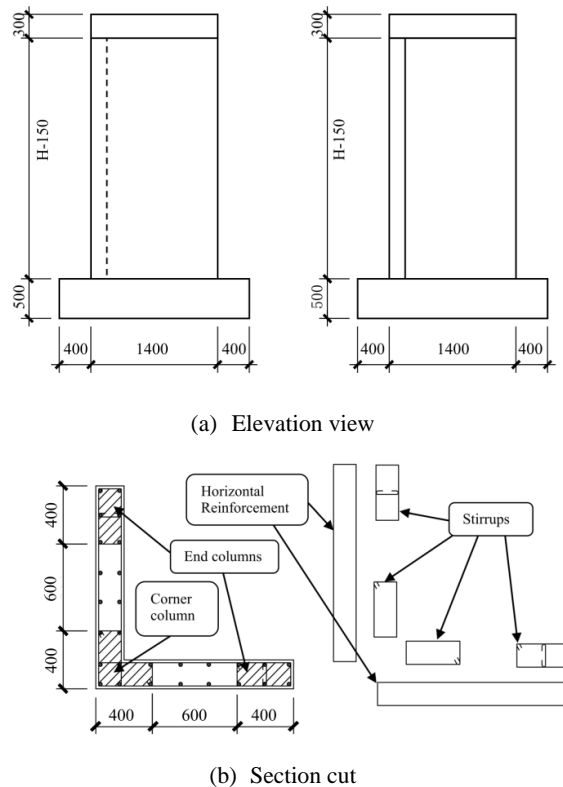 300
H-150
500
400
1400
400
300
H-150
500
400
1400
400
(a) Elevation view
400
600
400
Horizontal
Reinforcement
End columns
Corner
column
Stirrups
400
600
400
(b) Section cut